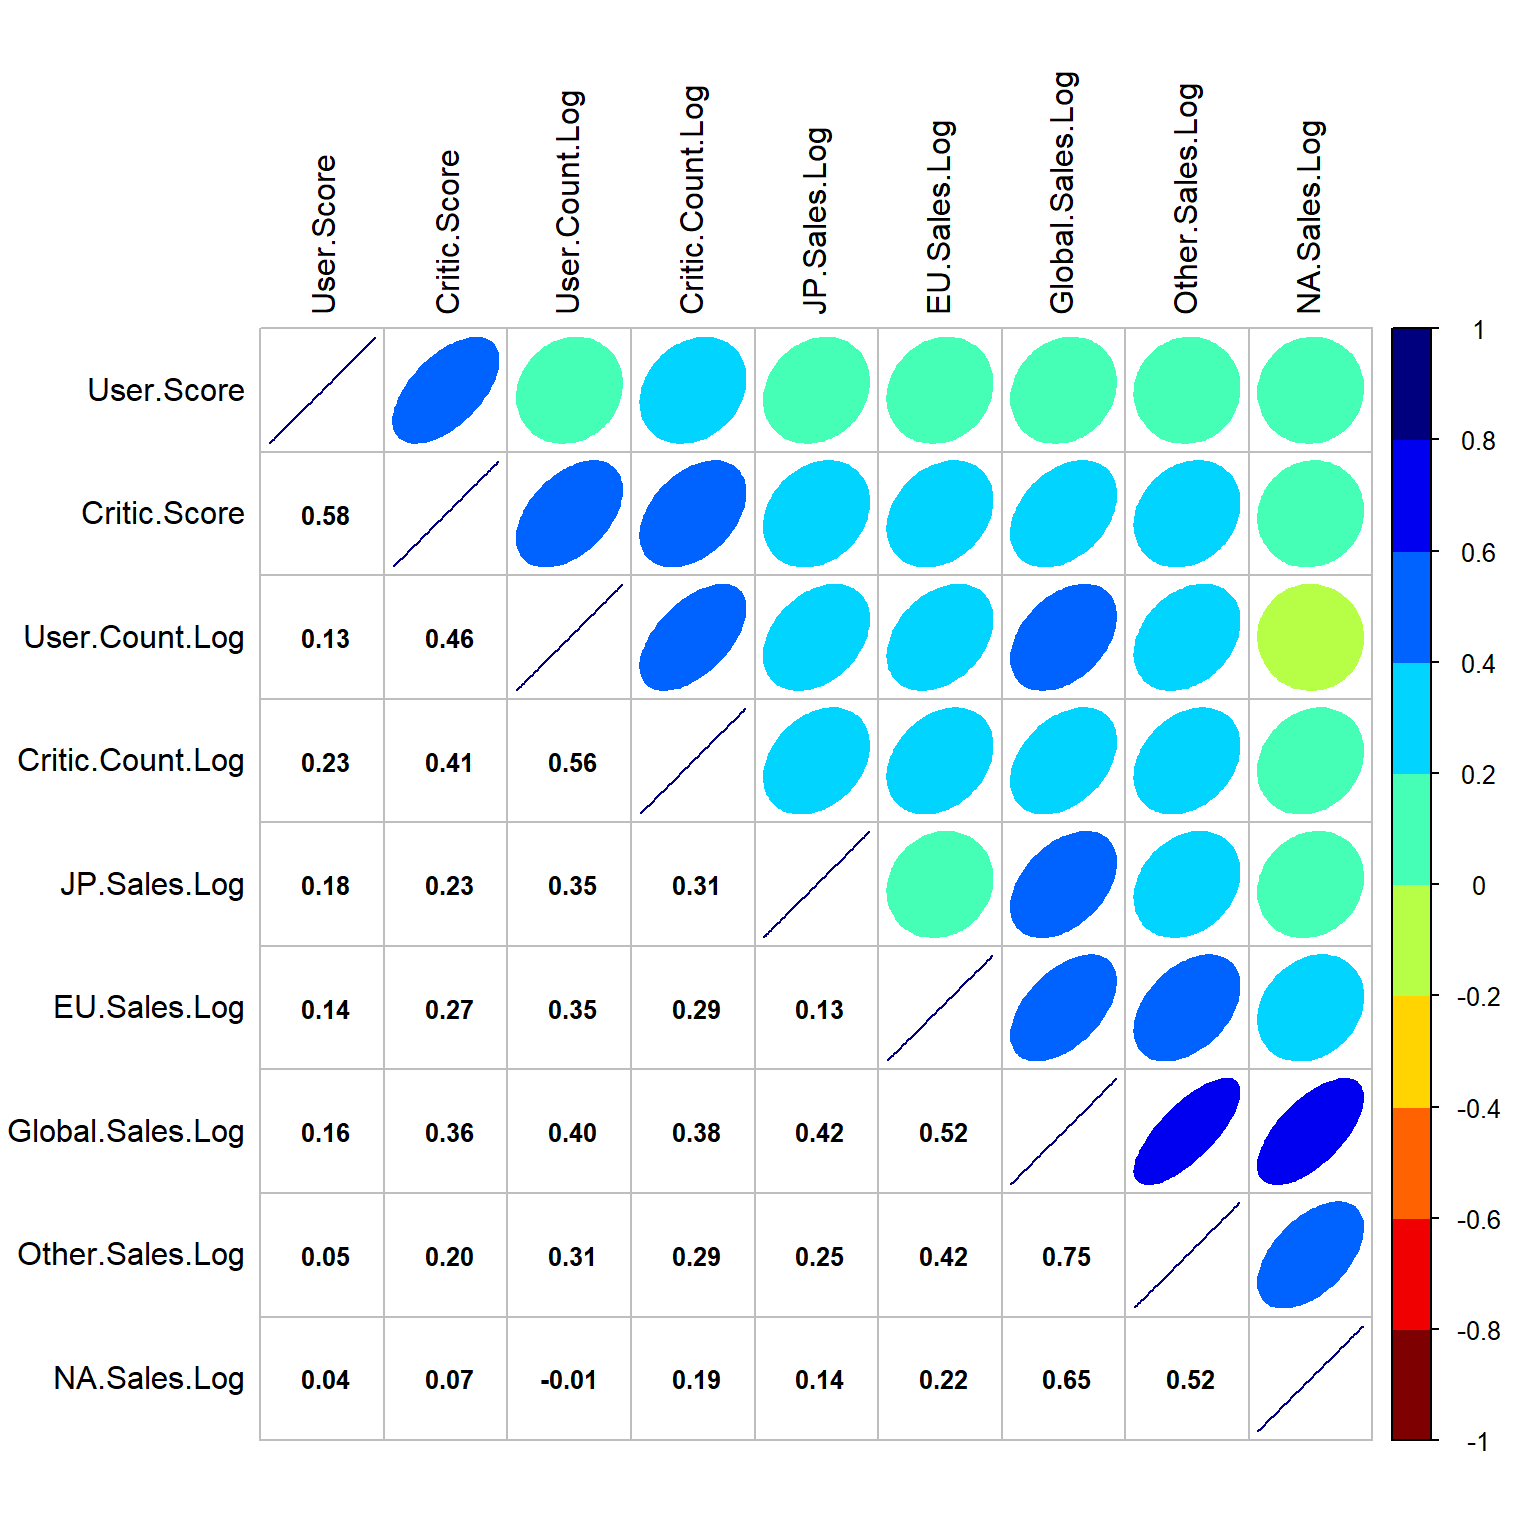 User.Score
Critic.Score
User.Count.Log
Critic.Count.Log
JP.Sales.Log
EU.Sales.Log
Global.Sales.Log
Other.Sales.Log
NA.Sales.Log
User.Score
Critic.Score 0.58
User.Count.Log 0.13 0.46
Critic.Count.Log 0.23 0.41 0.56
JP.Sales.Log 0.18 0.23 0.35 0.31
EU.Sales.Log 0.14 0.27 0.35 0.29 0.13
Global.Sales.Log 0.16 0.36 0.40 0.38 0.42 0.52
Other.Sales.Log 0.05 0.20 0.31 0.29 0.25 0.42 0.75
NA.Sales.Log 0.04 0.07 -0.01 0.19 0.14 0.22 0.65 0.52
1
0.8
0.6
0.4
0.2
0
-0.2
-0.4
-0.6
-0.8
-1